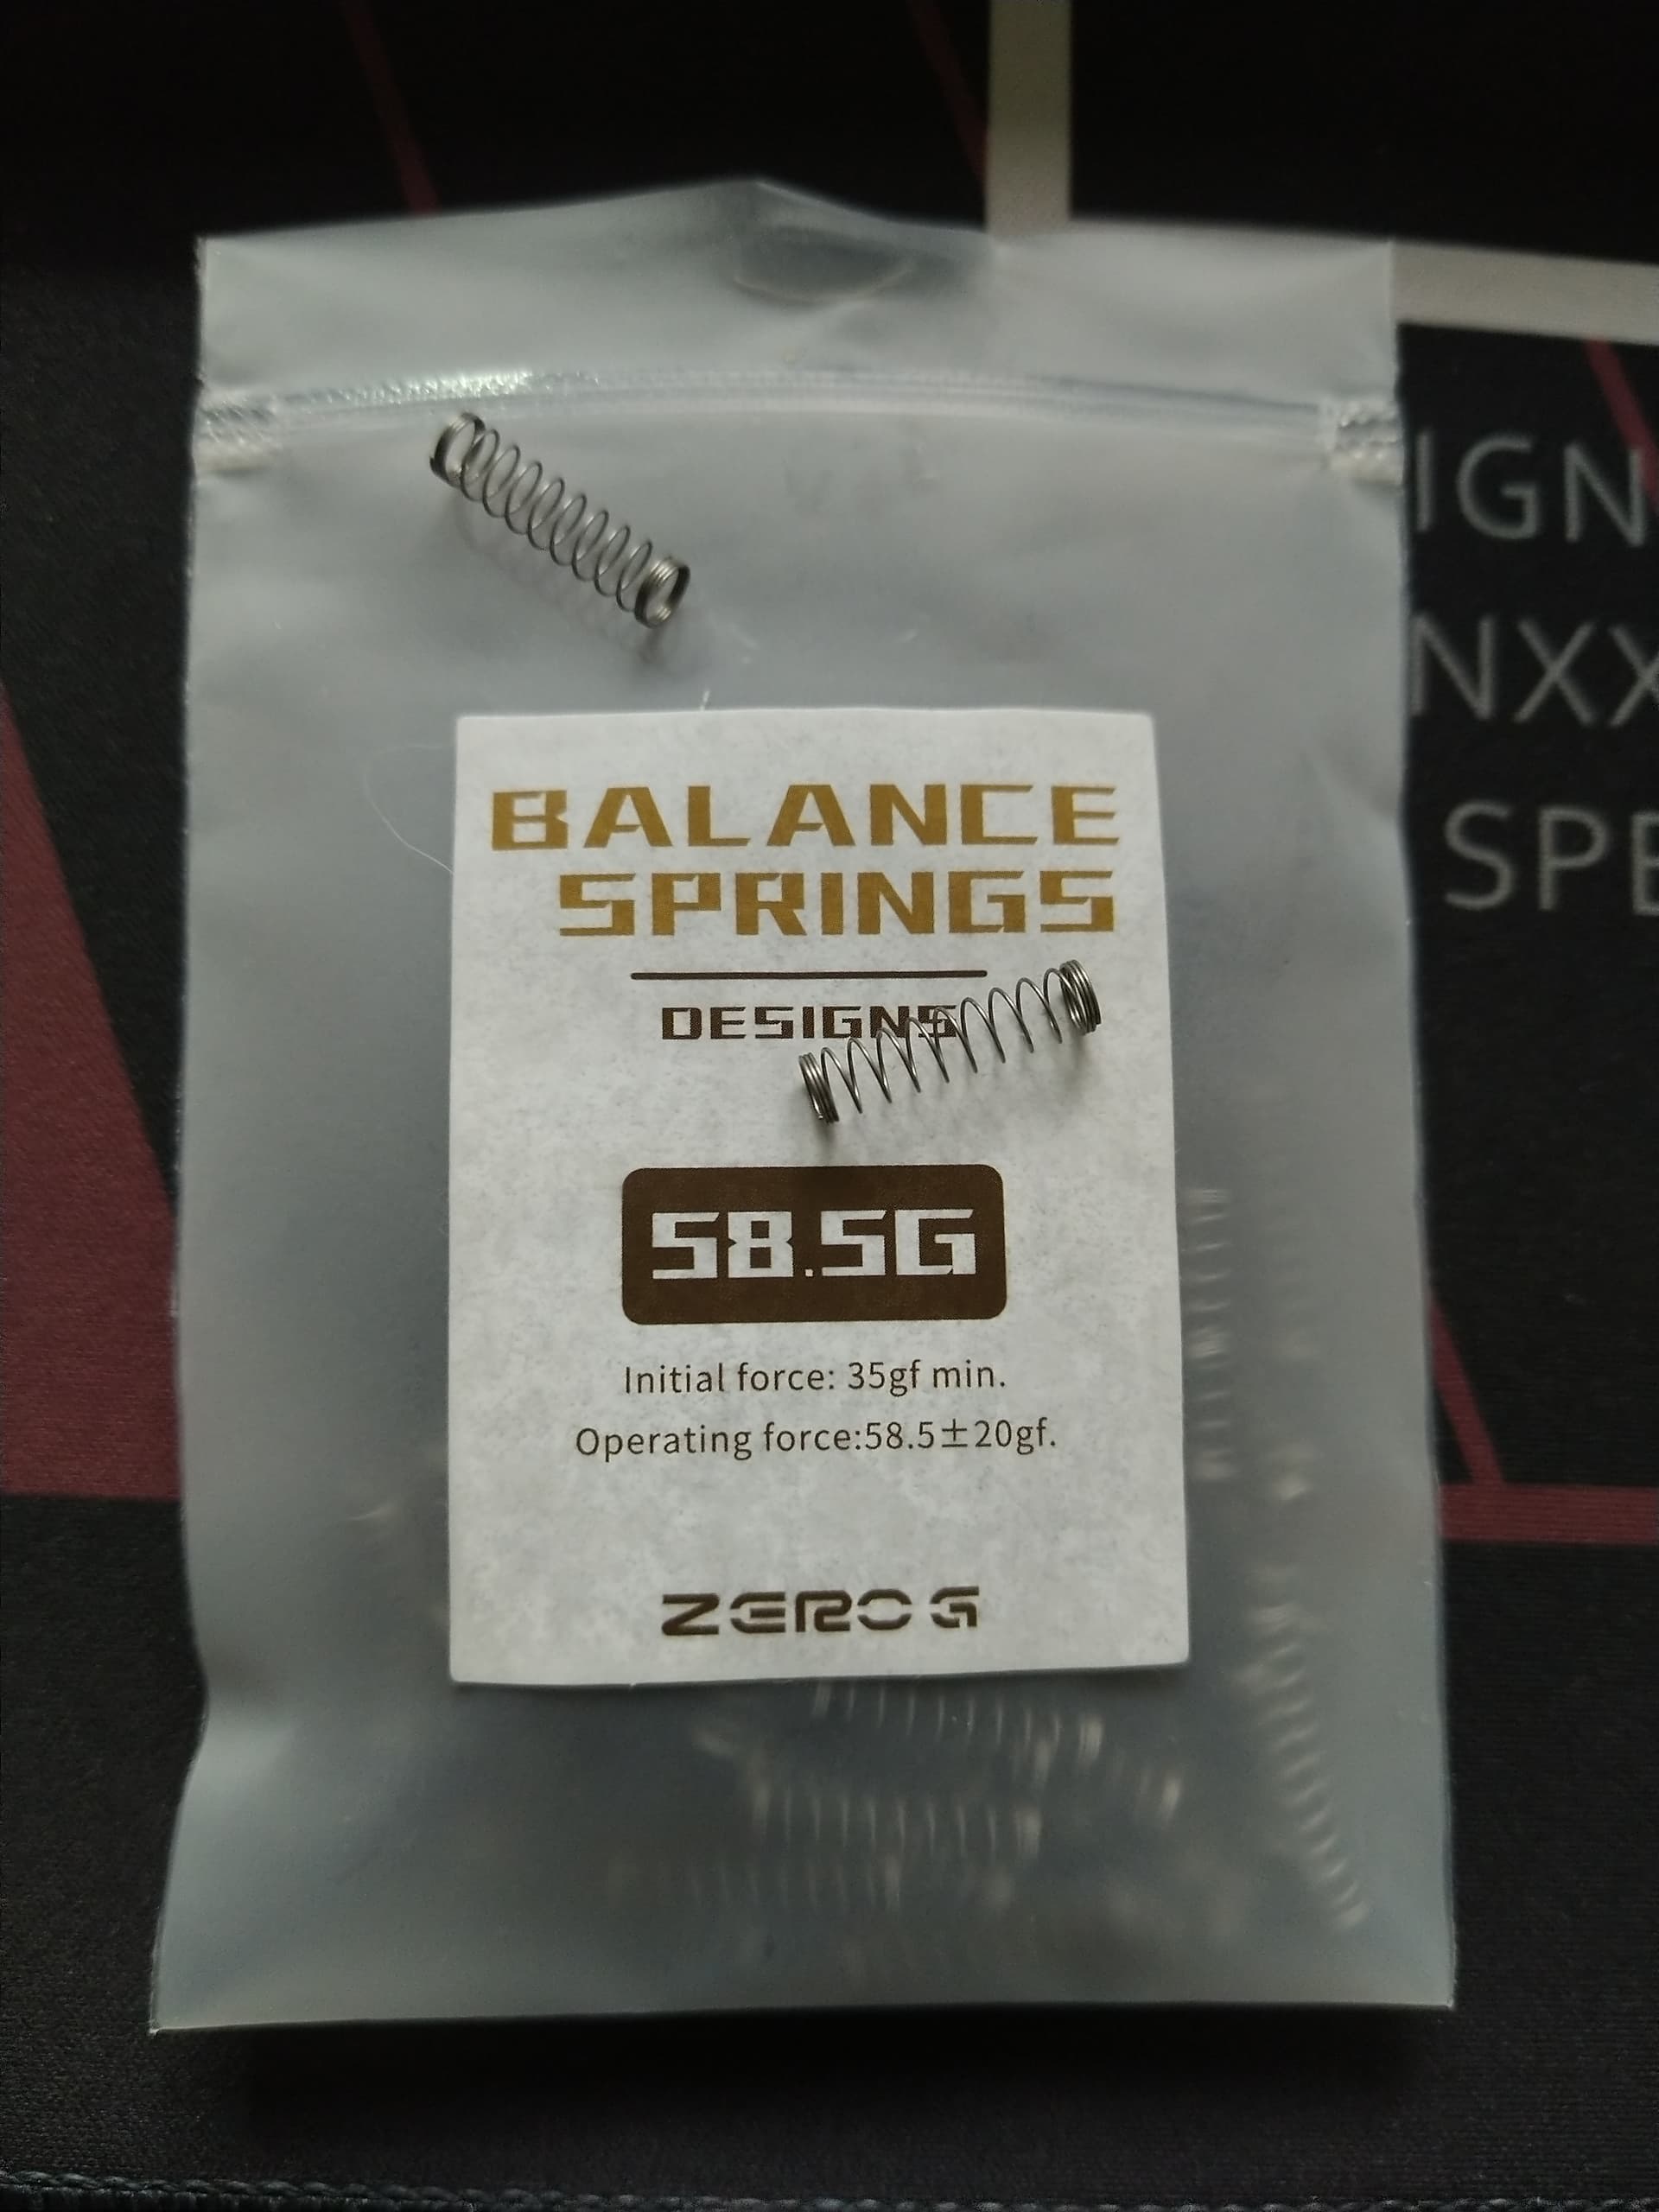 IGN
NXX
SPE
BALANCE
SPRINGS
DESIGNS
58.5G
Initial force: 35gf min.
Operating force:58.5±20gf.
ZERO G